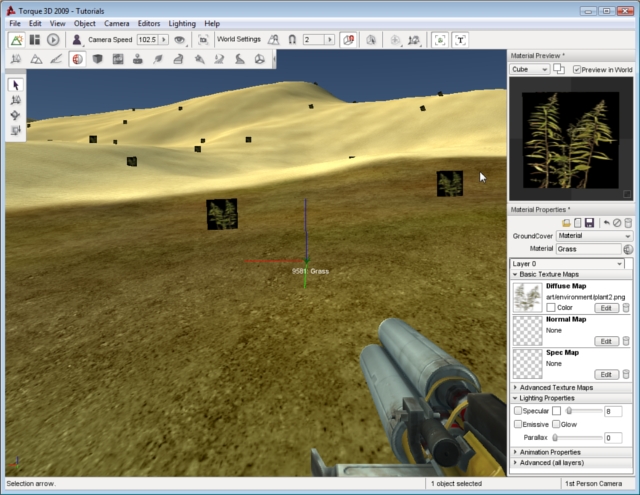 Torque 3D 2009 - Tutorials
File Edit View Object Camera Editors Lighting Help
Camera Speed 102.5 World Settings 2 T
Material Preview *
Cube Preview in World
9581: Grass
Material Properties *
GroundCover Material
Material Grass
Layer 0
Basic Texture Maps
Diffuse Map
art/environment/plant2.png
Color Edit
Normal Map
None
Edit
Spec Map
None
Edit
Advanced Texture Maps
Lighting Properties
Specular 8
Emissive Glow
Parallax 0
Animation Properties
Advanced (all layers)
Selection arrow. 1 object selected 1st Person Camera